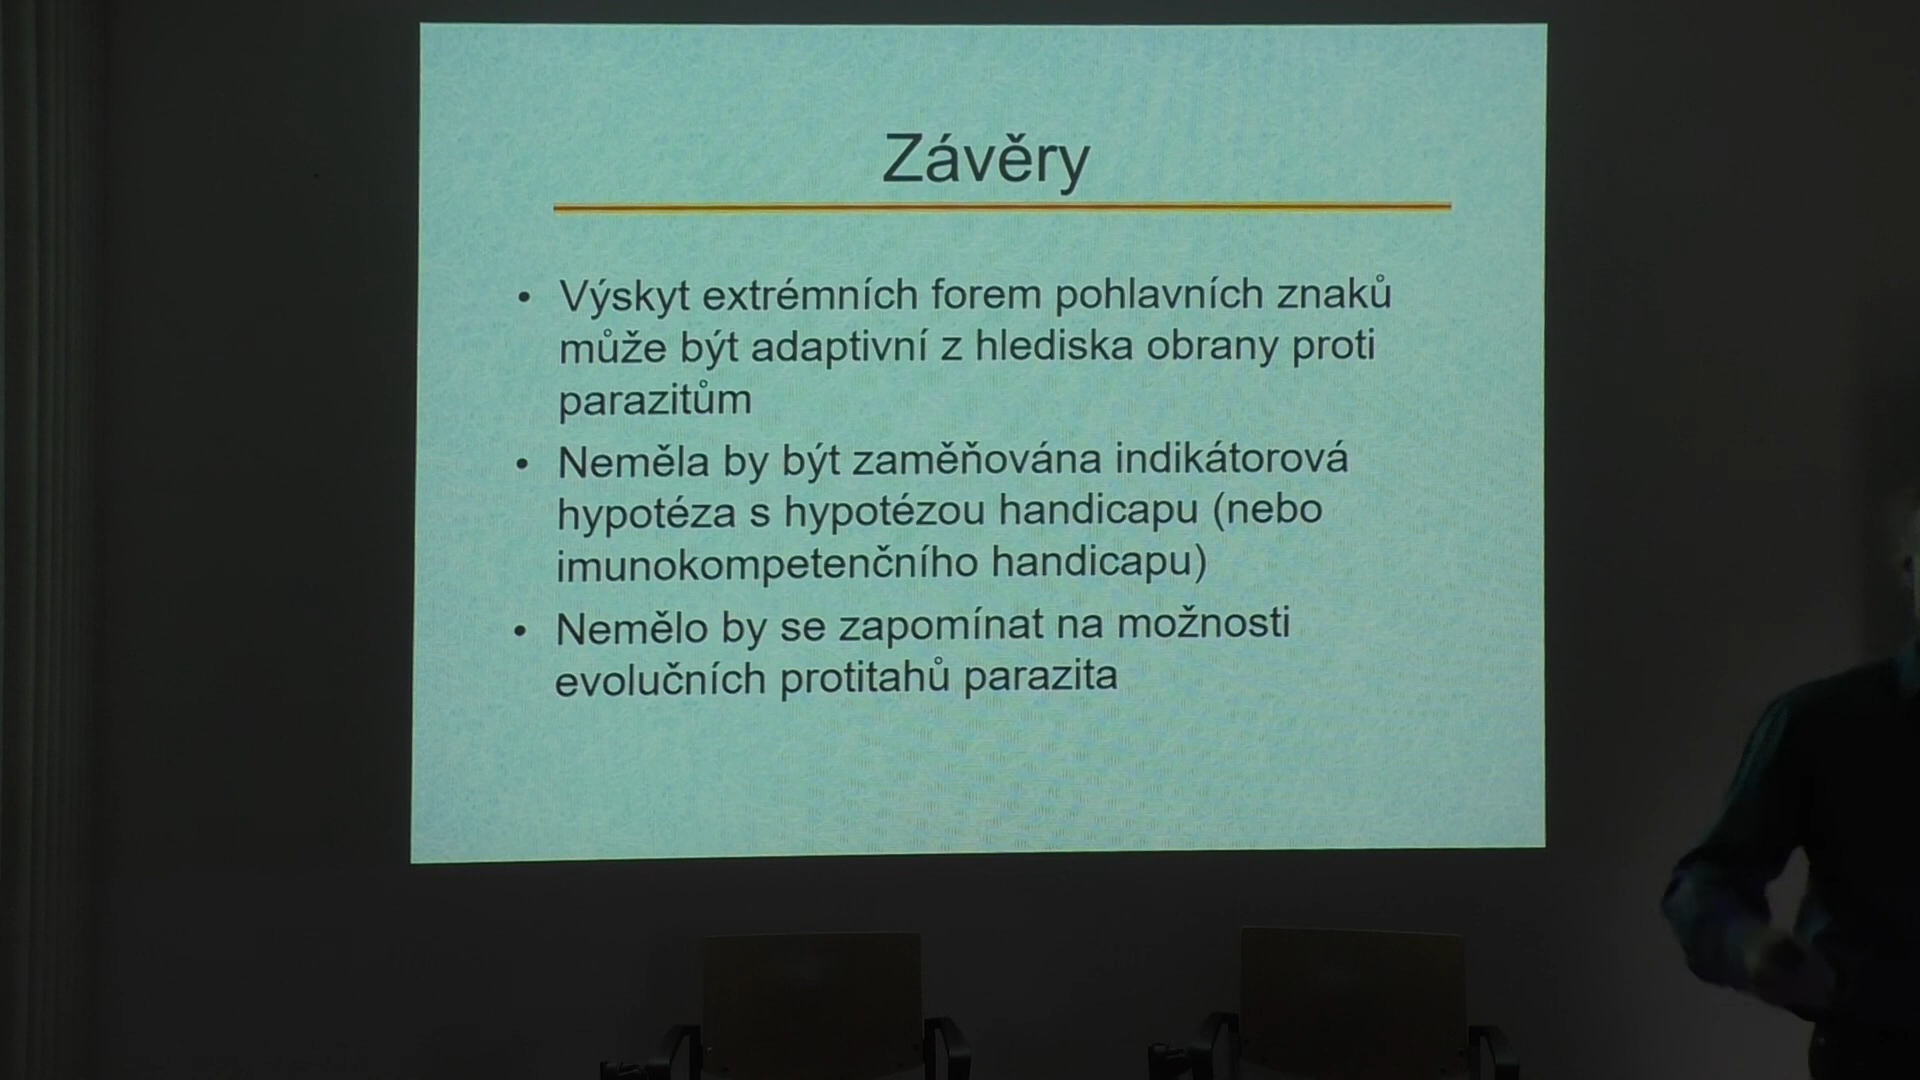 Závěry
• Výskyt extrémních forem pohlavních znaků
může být adaptivní z hlediska obrany proti
parazitům
• Neměla by být zaměňována indikátorová
hypotéza s hypotézou handicapu (nebo
imunokompetenčního handicapu)
• Nemělo by se zapomínat na možnosti
evolučních protitahů parazita